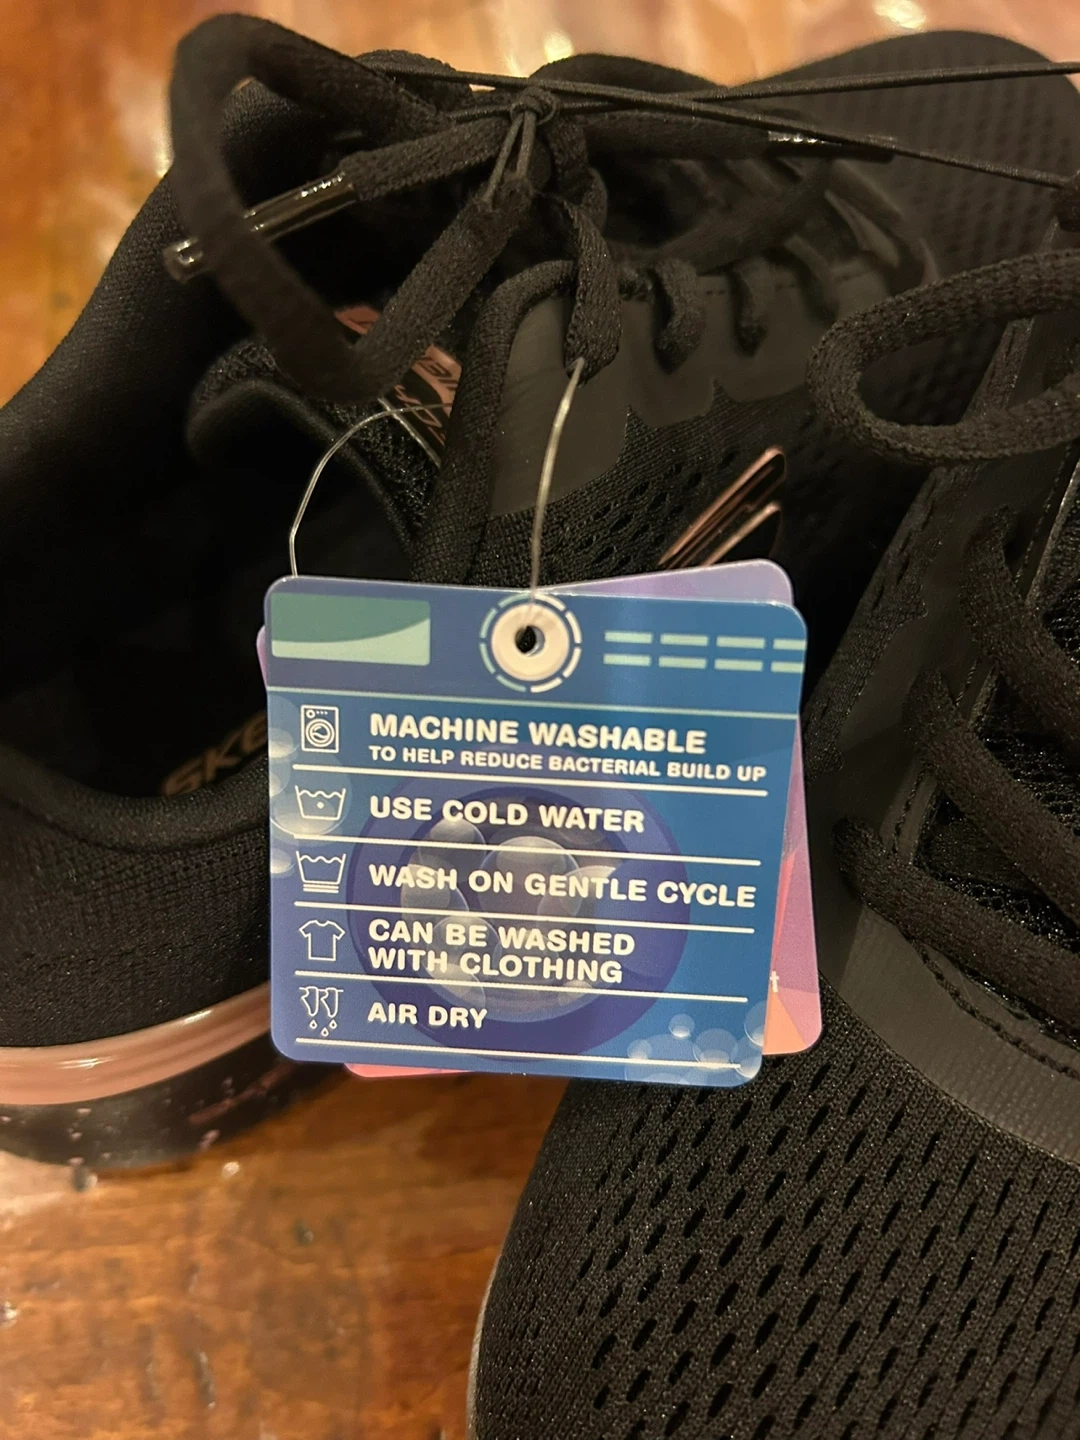 MACHINE WASHABLE
TO HELP REDUCE BACTERIAL BUILD UP
USE COLD WATER
WASH ON GENTLE CYCLE
CAN BE WASHED
WITH CLOTHING
AIR DRY
SKE
t